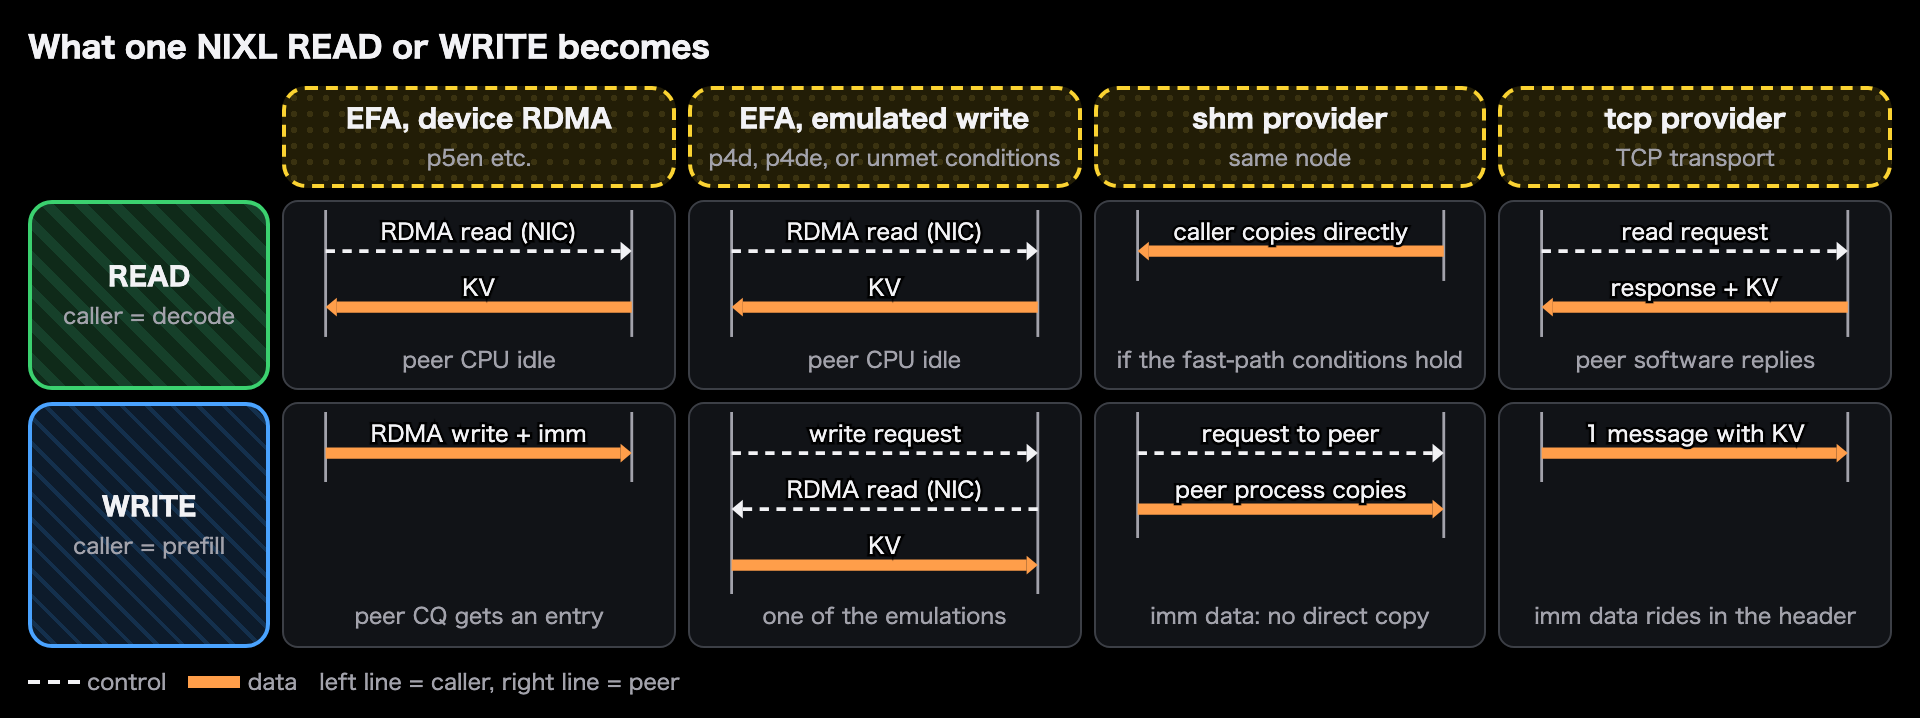 What one NIXL READ or WRITE becomes
EFA, device RDMA
p5en etc.
EFA, emulated write
p4d, p4de, or unmet conditions
shm provider
same node
tcp provider
TCP transport
READ
caller = decode
RDMA read (NIC)
KV
peer CPU idle
RDMA read (NIC)
KV
peer CPU idle
caller copies directly
if the fast-path conditions hold
read request
response + KV
peer software replies
WRITE
caller = prefill
RDMA write + imm
peer CQ gets an entry
write request
RDMA read (NIC)
KV
one of the emulations
request to peer
peer process copies
imm data: no direct copy
1 message with KV
imm data rides in the header
control data left line = caller, right line = peer